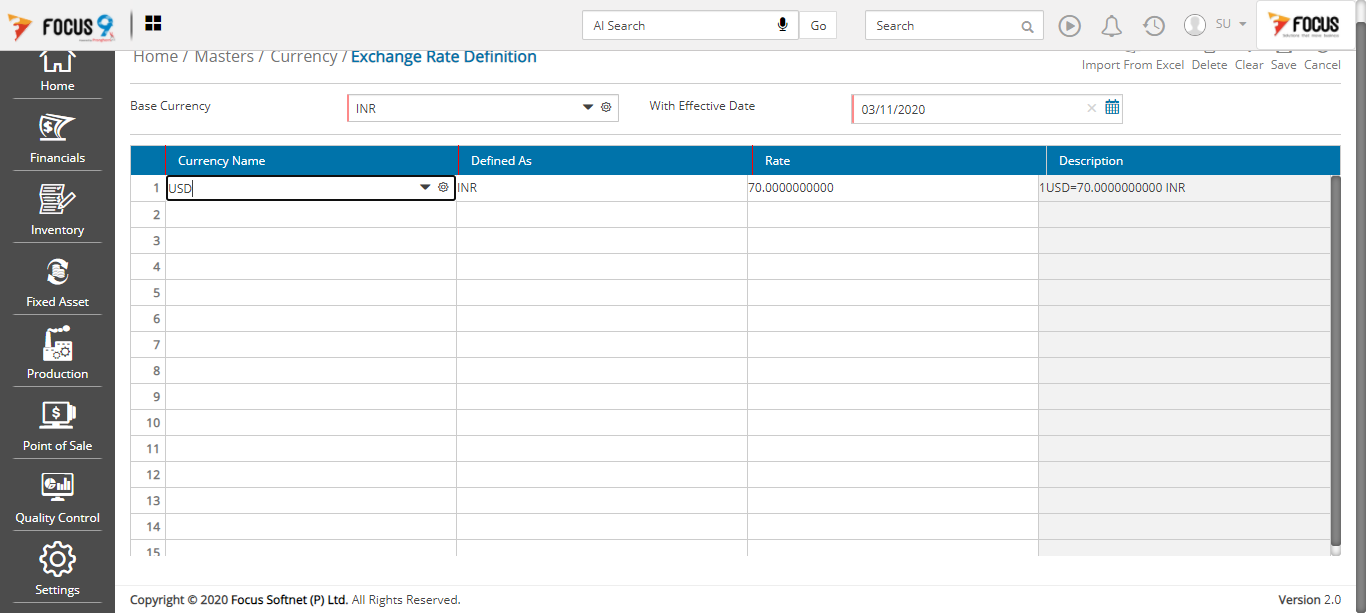 FOCUS 9
AI Search
Go
Search
SU
FOCUS
Home / Masters / Currency / Exchange Rate Definition
Import From Excel Delete Clear Save Cancel
Home
Financials
Inventory
Fixed Asset
Production
Point of Sale
Quality Control
Settings
Base Currency
INR
With Effective Date
03/11/2020
Currency Name Defined As Rate Description
1 USD INR 70.0000000000 1USD=70.0000000000 INR
2
3
4
5
6
7
8
9
10
11
12
13
14
15
Copyright © 2020 Focus Softnet (P) Ltd. All Rights Reserved.
Version 2.0